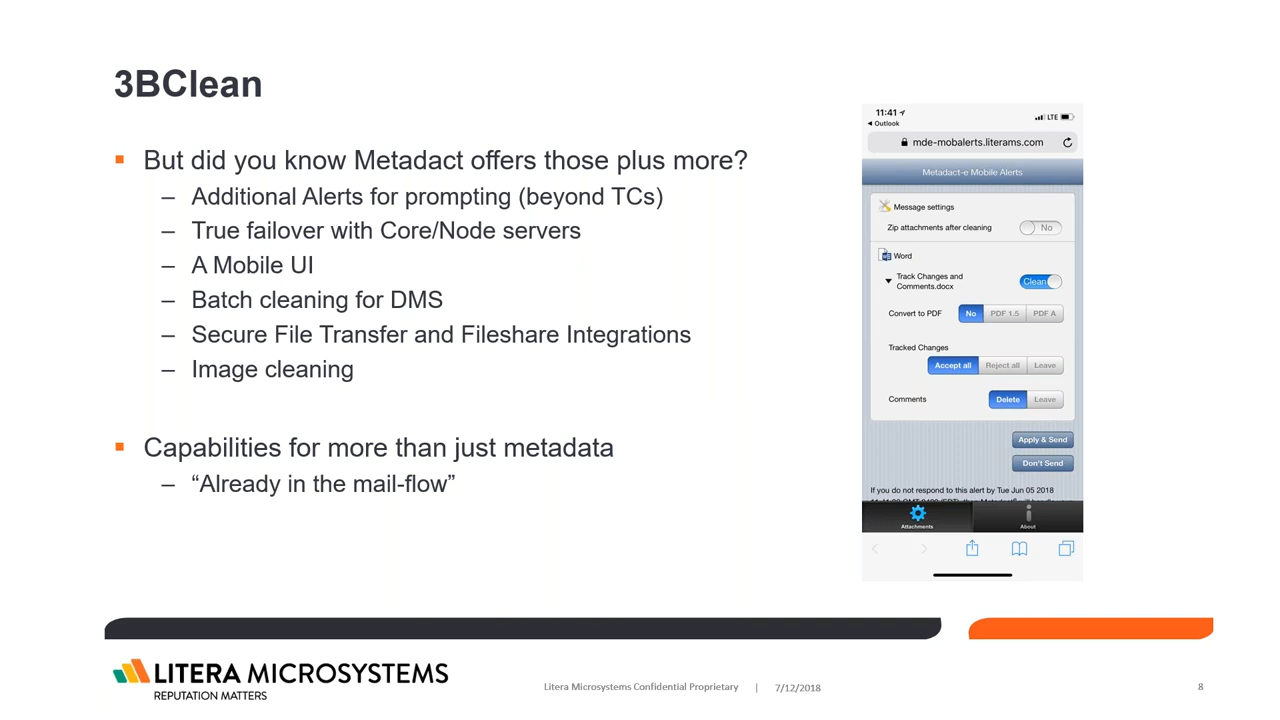 3BClean
▪ But did you know Metadact offers those plus more?
– Additional Alerts for prompting (beyond TCs)
– True failover with Core/Node servers
– A Mobile UI
– Batch cleaning for DMS
– Secure File Transfer and Fileshare Integrations
– Image cleaning
▪ Capabilities for more than just metadata
– “Already in the mail-flow”
11:41
LTE
Outlook
mde-mobalerts.literams.com
Metadact-e Mobile Alerts
Message settings
Zip attachments after cleaning No
Word
Track Changes and
Comments.docx
Clean
Convert to PDF No PDF 1.5 PDF A
Tracked Changes
Accept all Reject all Leave
Comments Delete Leave
Apply & Send
Don't Send
If you do not respond to this alert by Tue Jun 05 2018
Attachments About
LITERA MICROSYSTEMS
REPUTATION MATTERS
Litera Microsystems Confidential Proprietary | 7/12/2018
8